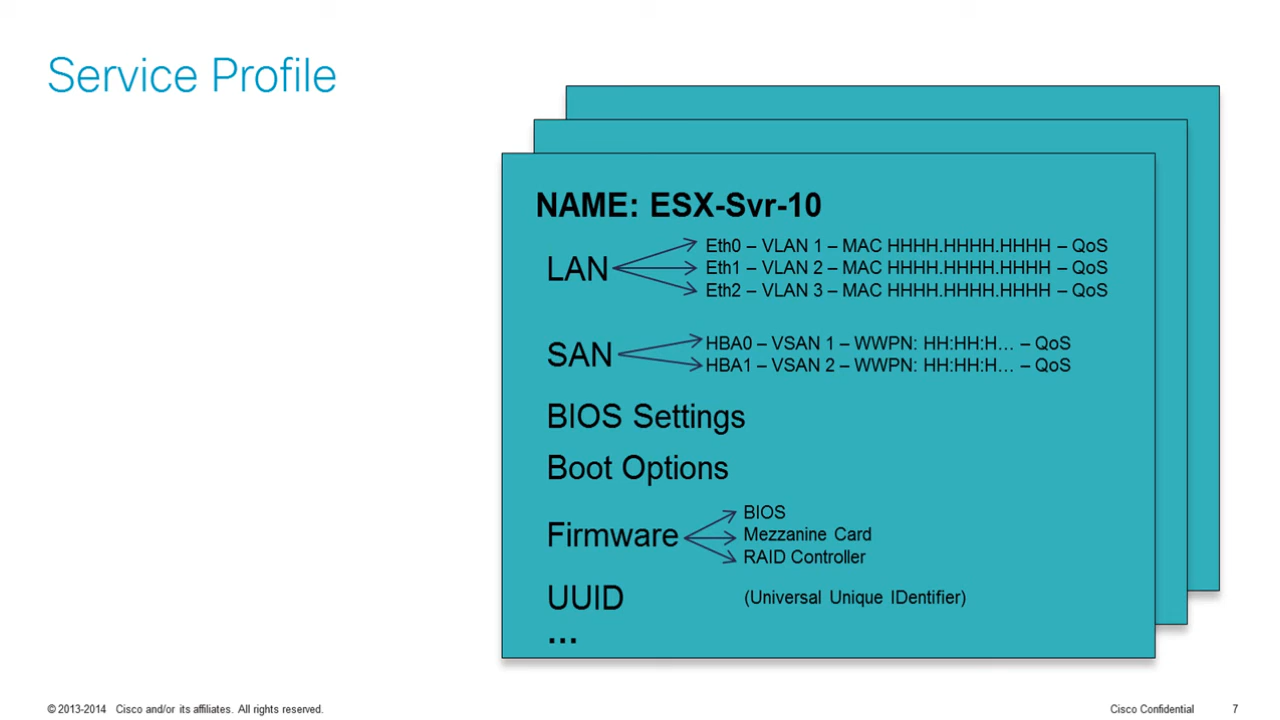 Service Profile
NAME: ESX-Svr-10
LAN
Eth0 – VLAN 1 – MAC HHHH.HHHH.HHHH – QoS
Eth1 – VLAN 2 – MAC HHHH.HHHH.HHHH – QoS
Eth2 – VLAN 3 – MAC HHHH.HHHH.HHHH – QoS
SAN
HBA0 – VSAN 1 – WWPN: HH:HH:H… – QoS
HBA1 – VSAN 2 – WWPN: HH:HH:H… – QoS
BIOS Settings
Boot Options
Firmware
BIOS
Mezzanine Card
RAID Controller
UUID (Universal Unique IDentifier)
…
© 2013-2014 Cisco and/or its affiliates. All rights reserved. Cisco Confidential 7